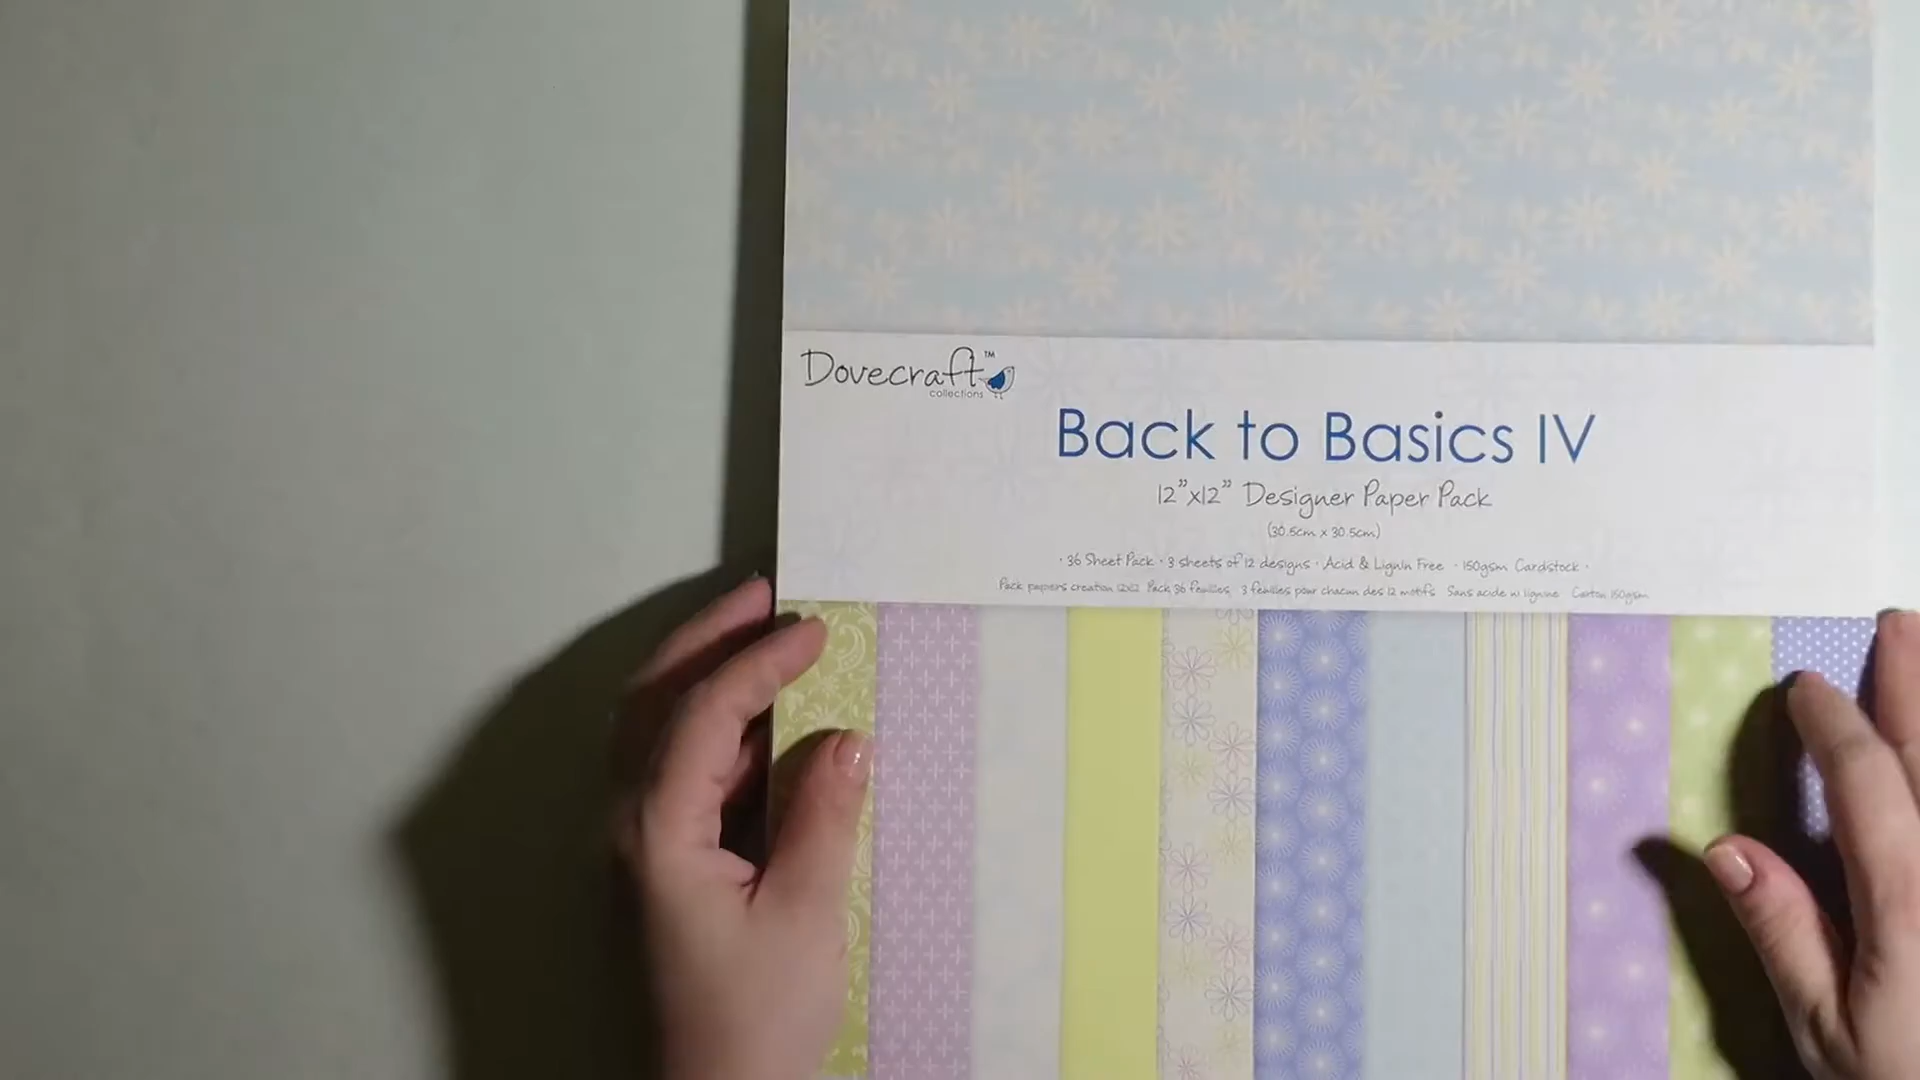 Dovecraft™
collections
Back to Basics IV
12"x12" Designer Paper Pack
(30.5cm x 30.5cm)
· 36 Sheet Pack · 3 sheets of 12 designs · Acid & Lignin Free · 150gsm Cardstock ·
Pack papers creation 12x12 Pack 36 feuilles 3 feuilles pour chacun des 12 motifs Sans acide ni lignine Carton 150gsm